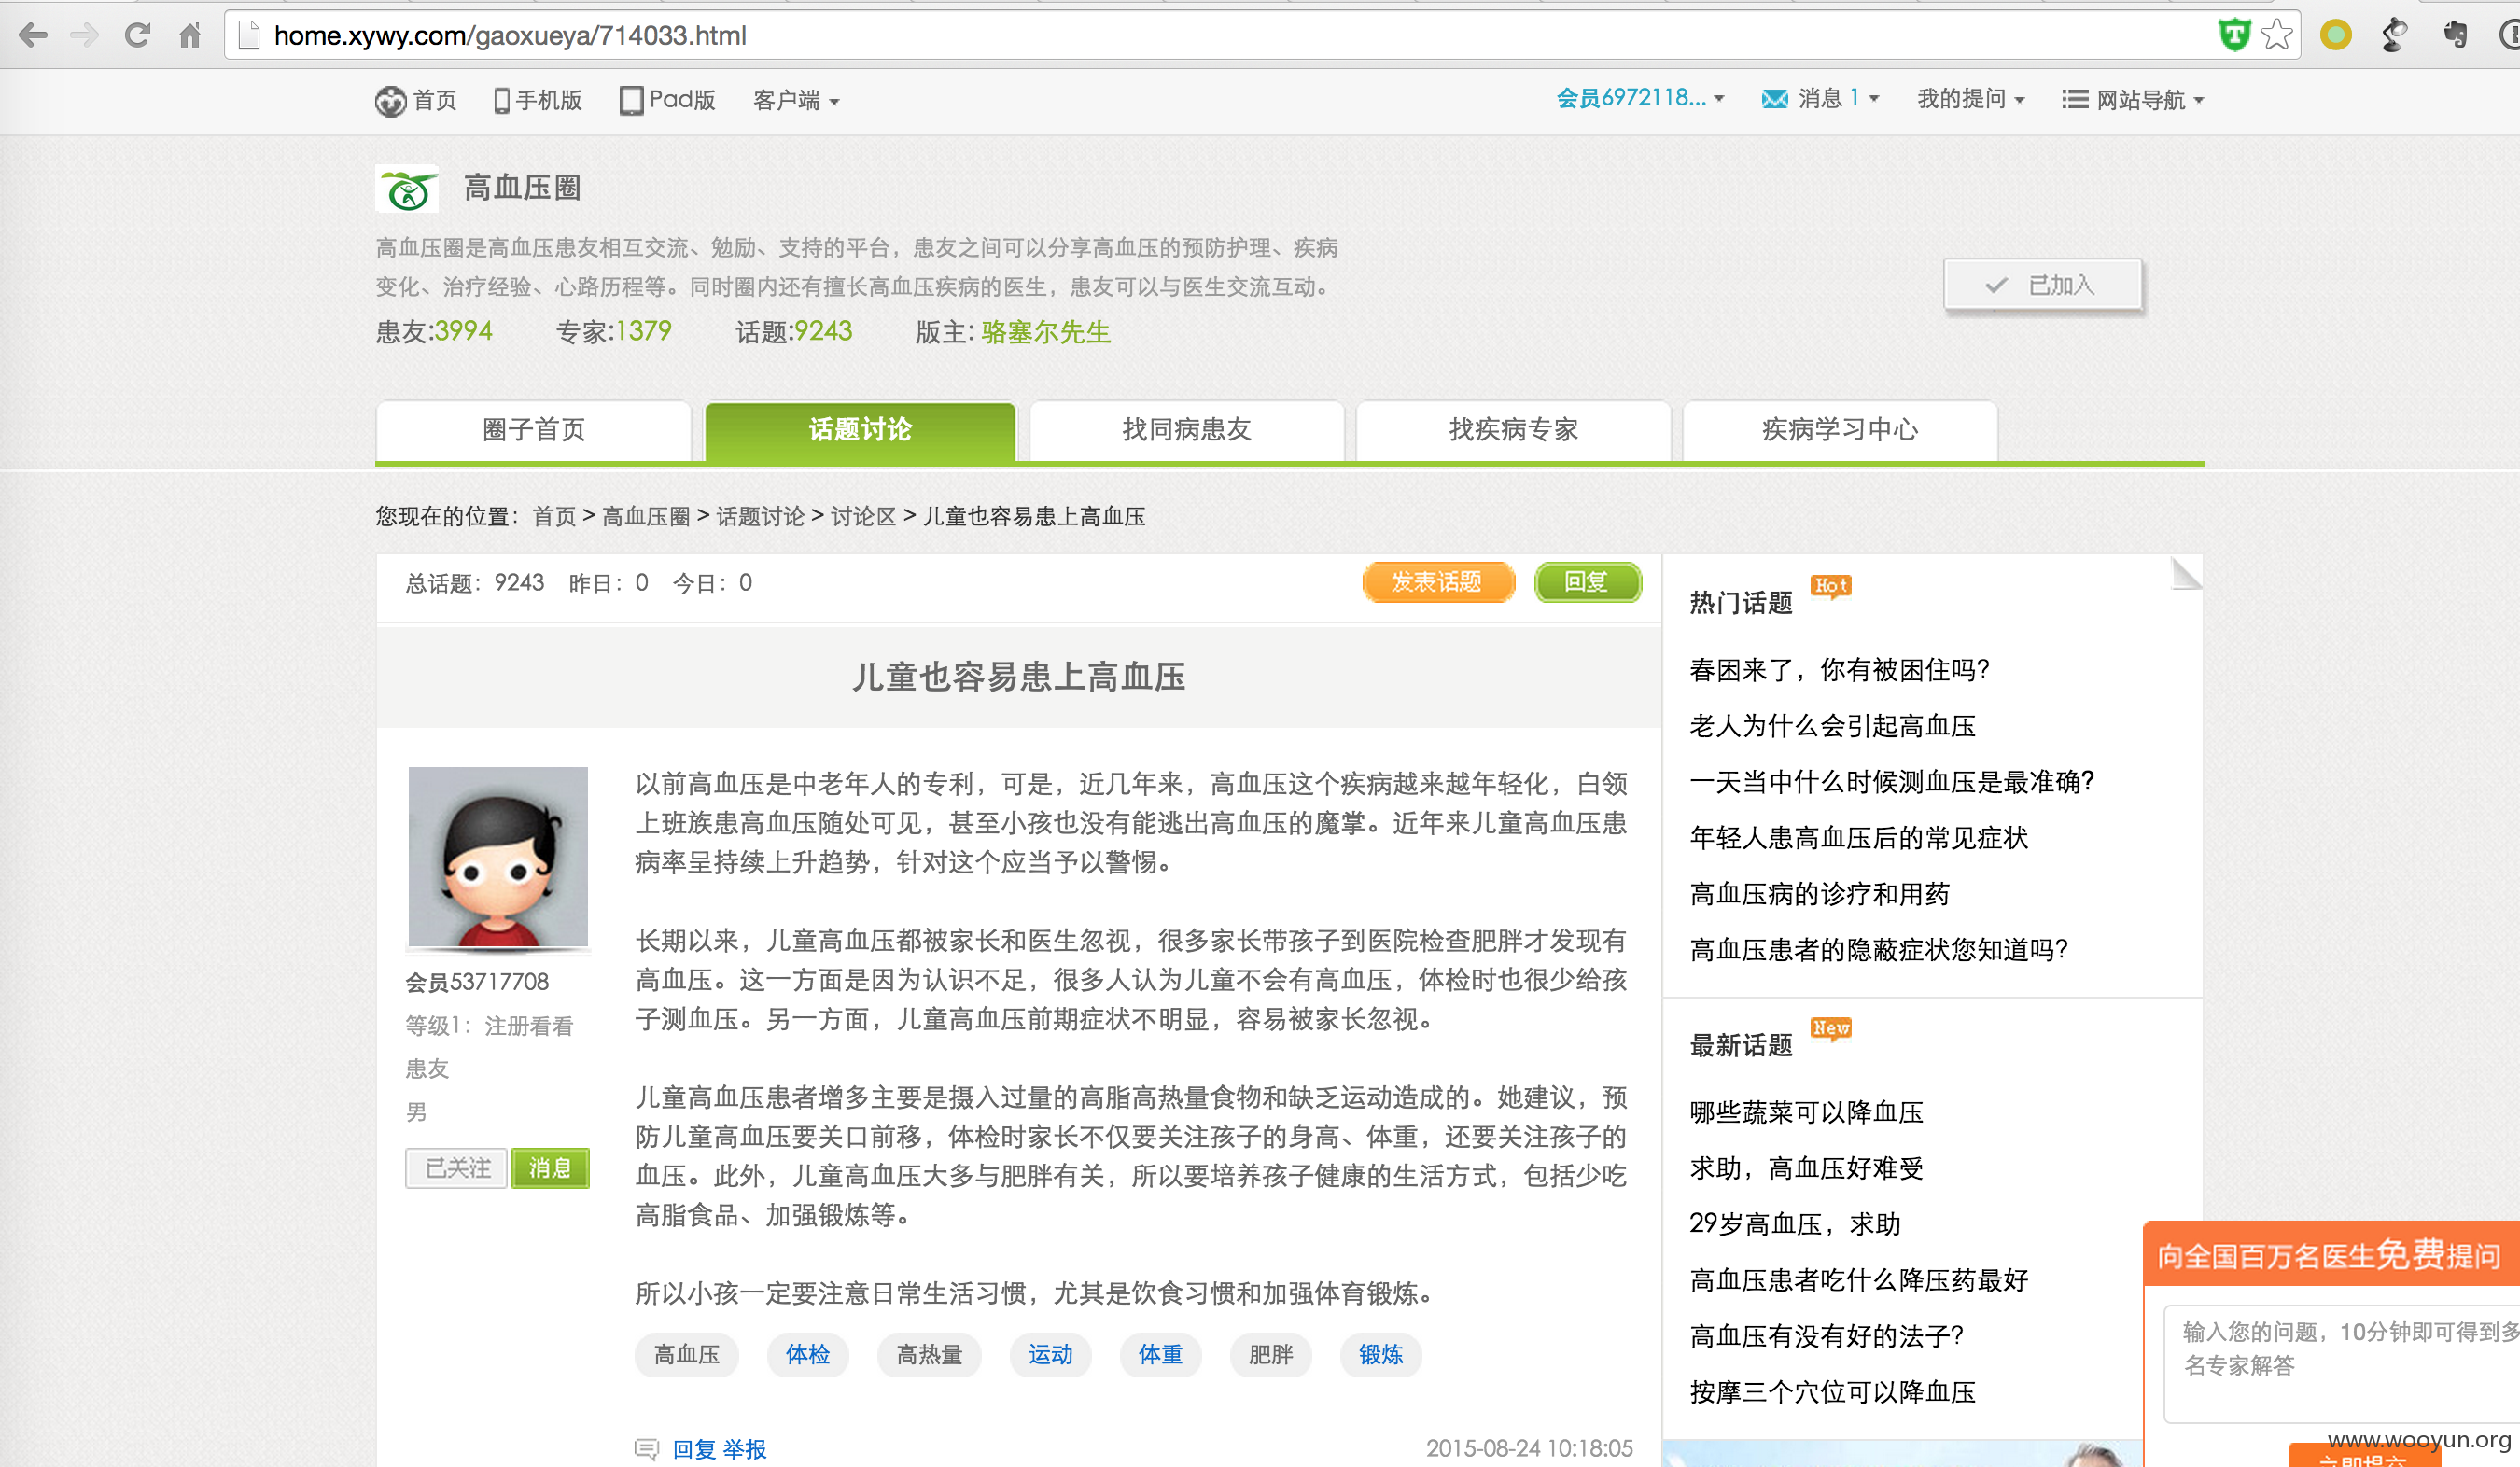 home.xywy.com/gaoxueya/714033.html
首页 手机版 Pad版 客户端 会员6972118... 消息 1 我的提问 网站导航
高血压圈
高血压圈是高血压患友相互交流、勉励、支持的平台，患友之间可以分享高血压的预防护理、疾病
变化、治疗经验、心路历程等。同时圈内还有擅长高血压疾病的医生，患友可以与医生交流互动。
已加入
患友:3994 专家:1379 话题:9243 版主: 骆塞尔先生
圈子首页 话题讨论 找同病患友 找疾病专家 疾病学习中心
您现在的位置： 首页 > 高血压圈 > 话题讨论 > 讨论区 > 儿童也容易患上高血压
总话题：9243 昨日：0 今日：0 发表话题 回复
儿童也容易患上高血压
以前高血压是中老年人的专利，可是，近几年来，高血压这个疾病越来越年轻化，白领
上班族患高血压随处可见，甚至小孩也没有能逃出高血压的魔掌。近年来儿童高血压患
病率呈持续上升趋势，针对这个应当予以警惕。
长期以来，儿童高血压都被家长和医生忽视，很多家长带孩子到医院检查肥胖才发现有
高血压。这一方面是因为认识不足，很多人认为儿童不会有高血压，体检时也很少给孩
子测血压。另一方面，儿童高血压前期症状不明显，容易被家长忽视。
儿童高血压患者增多主要是摄入过量的高脂高热量食物和缺乏运动造成的。她建议，预
防儿童高血压要关口前移，体检时家长不仅要关注孩子的身高、体重，还要关注孩子的
血压。此外，儿童高血压大多与肥胖有关，所以要培养孩子健康的生活方式，包括少吃
高脂食品、加强锻炼等。
所以小孩一定要注意日常生活习惯，尤其是饮食习惯和加强体育锻炼。
高血压 体检 高热量 运动 体重 肥胖 锻炼
回复 举报 2015-08-24 10:18:05
会员53717708
等级1：注册看看
患友
男
已关注 消息
热门话题 Hot
春困来了，你有被困住吗?
老人为什么会引起高血压
一天当中什么时候测血压是最准确?
年轻人患高血压后的常见症状
高血压病的诊疗和用药
高血压患者的隐蔽症状您知道吗?
最新话题 New
哪些蔬菜可以降血压
求助，高血压好难受
29岁高血压，求助
高血压患者吃什么降压药最好
高血压有没有好的法子?
按摩三个穴位可以降血压
向全国百万名医生免费提问
输入您的问题，10分钟即可得到多
名专家解答
立即提交
www.wooyun.org